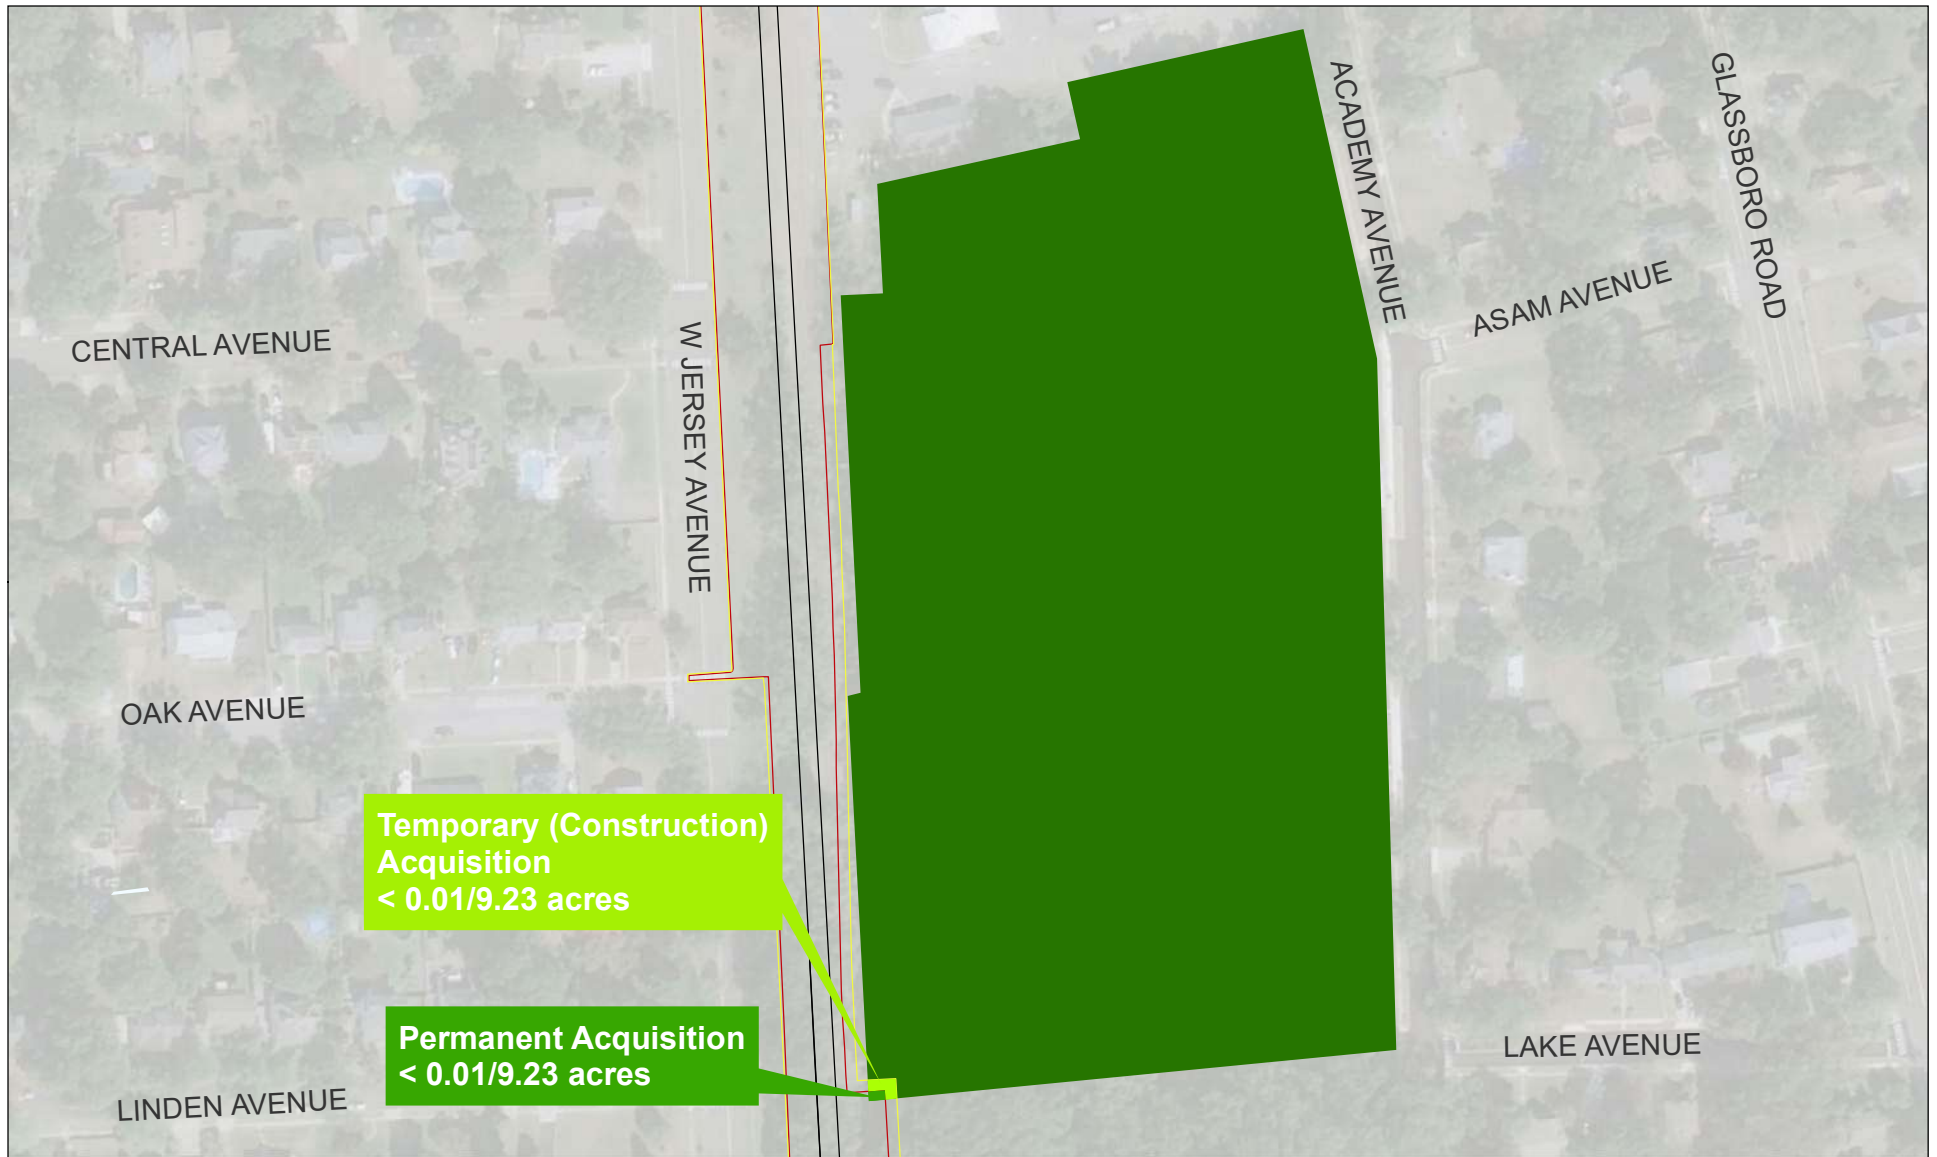 ACADEMY AVENUE
GLASSBORO ROAD
ASAM AVENUE
CENTRAL AVENUE
W JERSEY AVENUE
OAK AVENUE
Temporary (Construction)
Acquisition
< 0.01/9.23 acres
Permanent Acquisition
< 0.01/9.23 acres
LAKE AVENUE
LINDEN AVENUE